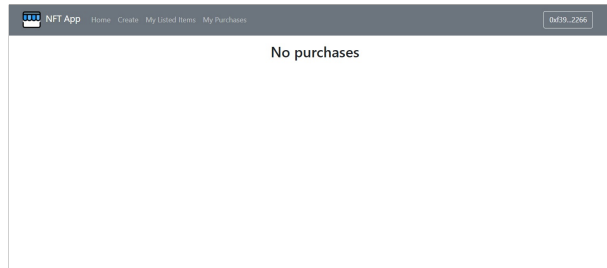 NFT App Home Create My Listed Items My Purchases 0xf39...2266
No purchases